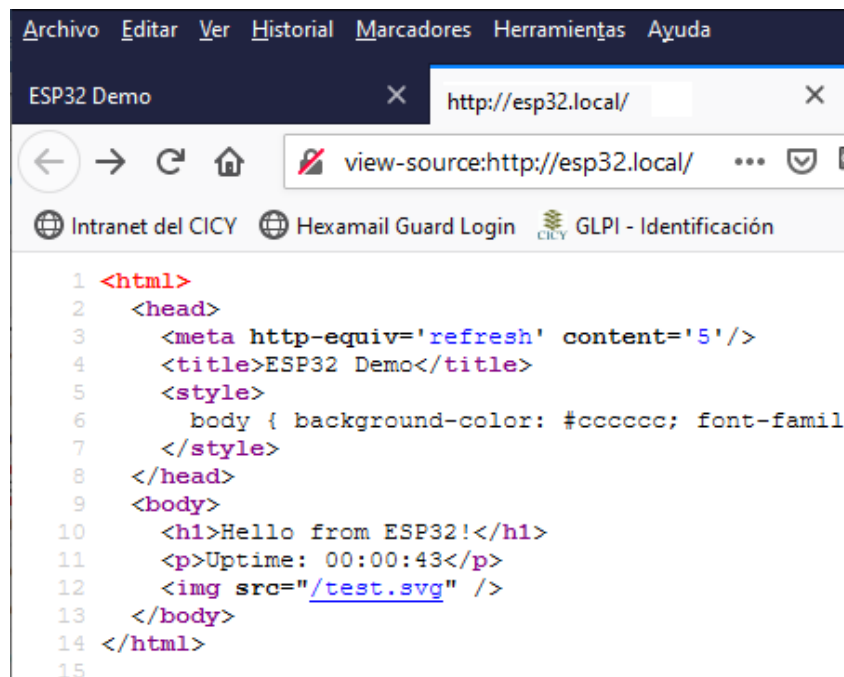 Archivo Editar Ver Historial Marcadores Herramientas Ayuda
ESP32 Demo http://esp32.local/
view-source:http://esp32.local/
Intranet del CICY Hexamail Guard Login CICY GLPI - Identificación
1 <html>
2 <head>
3 <meta http-equiv='refresh' content='5'/>
4 <title>ESP32 Demo</title>
5 <style>
6 body { background-color: #cccccc; font-famil
7 </style>
8 </head>
9 <body>
10 <h1>Hello from ESP32!</h1>
11 <p>Uptime: 00:00:43</p>
12 <img src="/test.svg" />
13 </body>
14 </html>
15